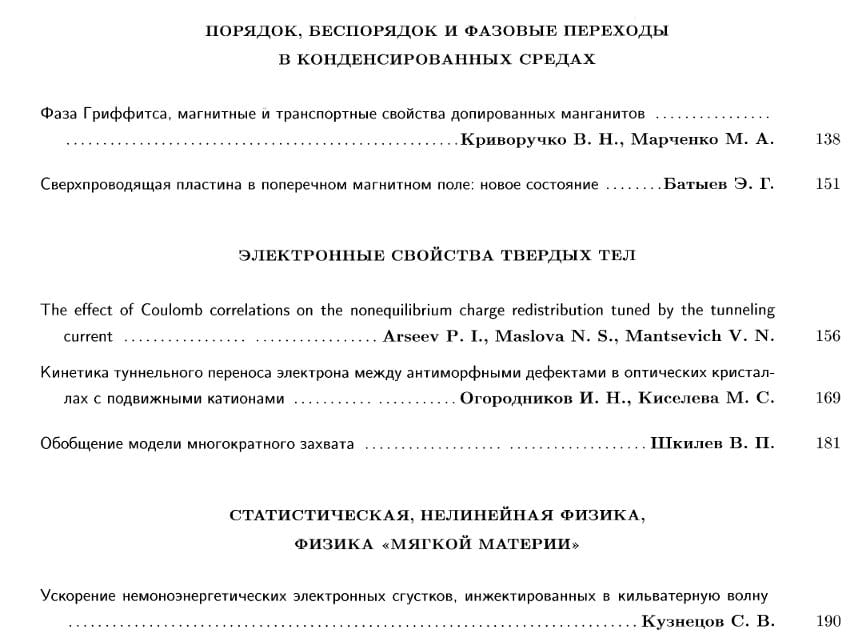 ПОРЯДОК, БЕСПОРЯДОК И ФАЗОВЫЕ ПЕРЕХОДЫ
В КОНДЕНСИРОВАННЫХ СРЕДАХ
Фаза Гриффитса, магнитные и транспортные свойства допированных манганитов ................
......................................................Криворучко В. Н., Марченко М. А. 138
Сверхпроводящая пластина в поперечном магнитном поле: новое состояние ........Батыев Э. Г. 151
ЭЛЕКТРОННЫЕ СВОЙСТВА ТВЕРДЫХ ТЕЛ
The effect of Coulomb correlations on the nonequilibrium charge redistribution tuned by the tunneling
current ................. .................Arseev P. I., Maslova N. S., Mantsevich V. N. 156
Кинетика туннельного переноса электрона между антиморфными дефектами в оптических кристал-
лах с подвижными катионами ........... ...........Огородников И. Н., Киселева М. С. 169
Обобщение модели многократного захвата ................... ...................Шкилев В. П. 181
СТАТИСТИЧЕСКАЯ, НЕЛИНЕЙНАЯ ФИЗИКА,
ФИЗИКА «МЯГКОЙ МАТЕРИИ»
Ускорение немоноэнергетических электронных сгустков, инжектированных в кильватерную волну
..............................................................................Кузнецов С. В. 190